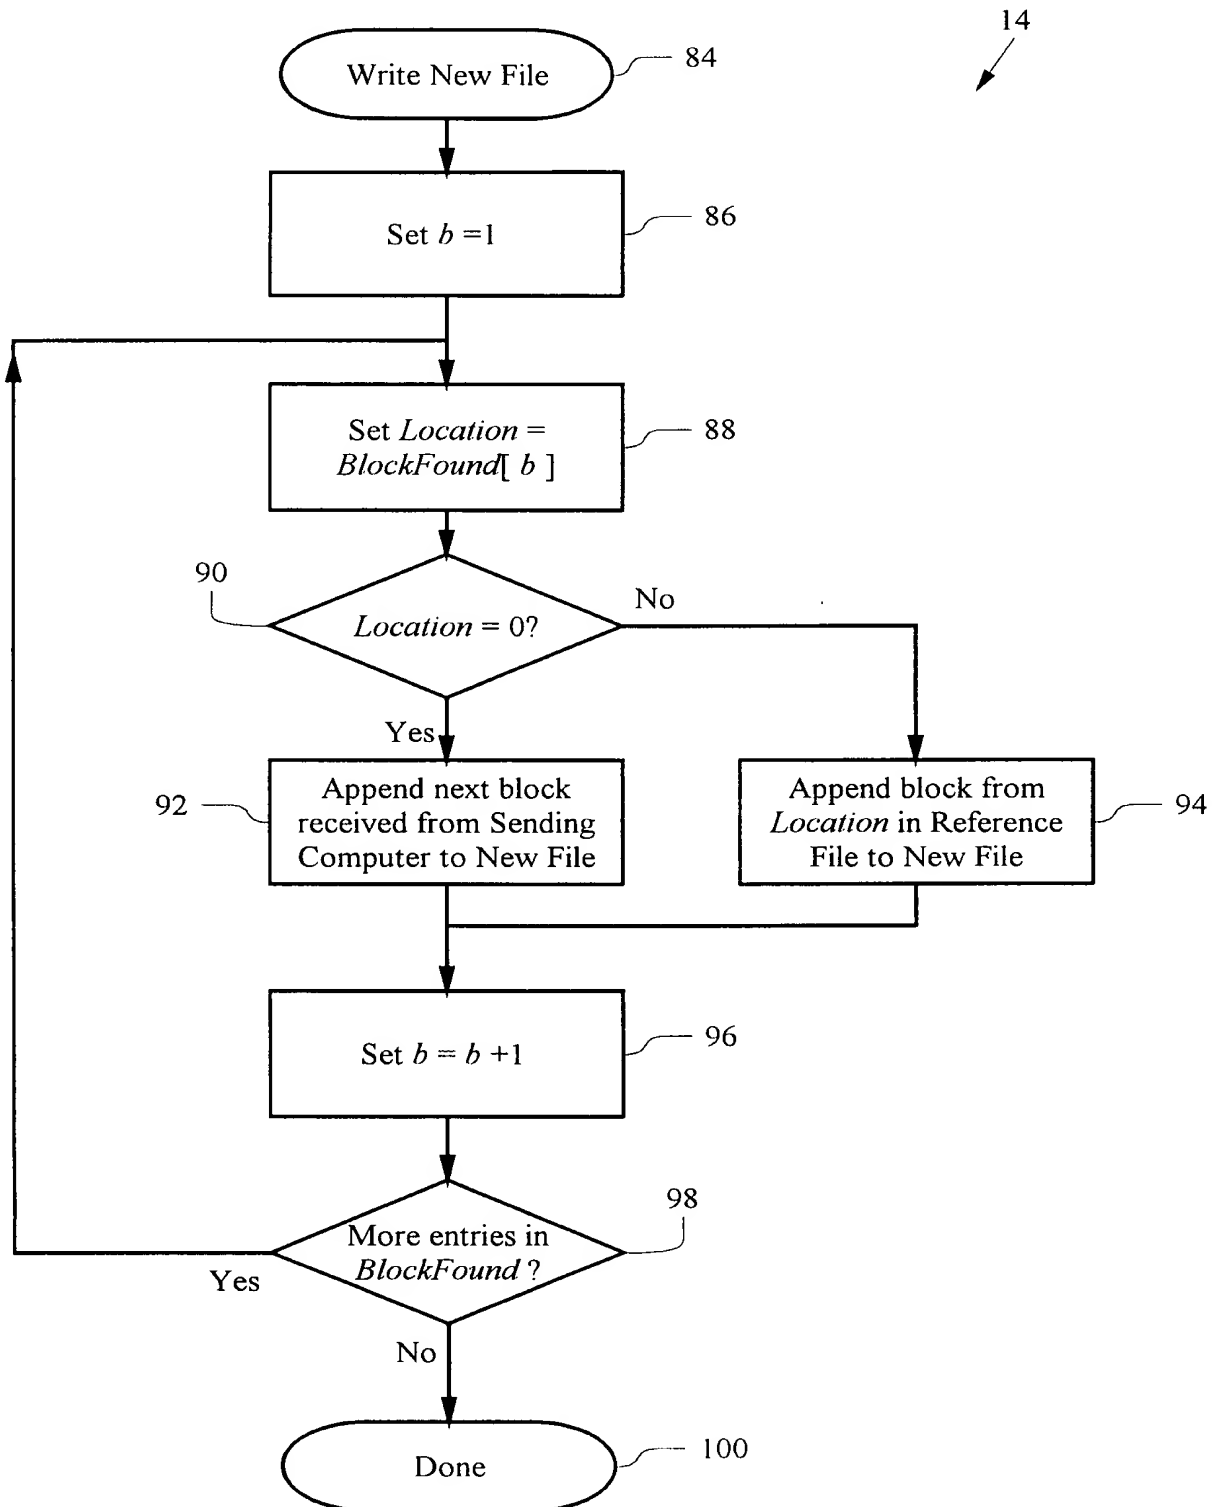 14
Write New File
84
Set b =1
86
Set Location =
BlockFound[ b ]
88
90
Location = 0?
No
Yes
Append next block
received from Sending
Computer to New File
92
Append block from
Location in Reference
File to New File
94
Set b = b +1
96
98
More entries in
BlockFound ?
Yes
No
Done
100